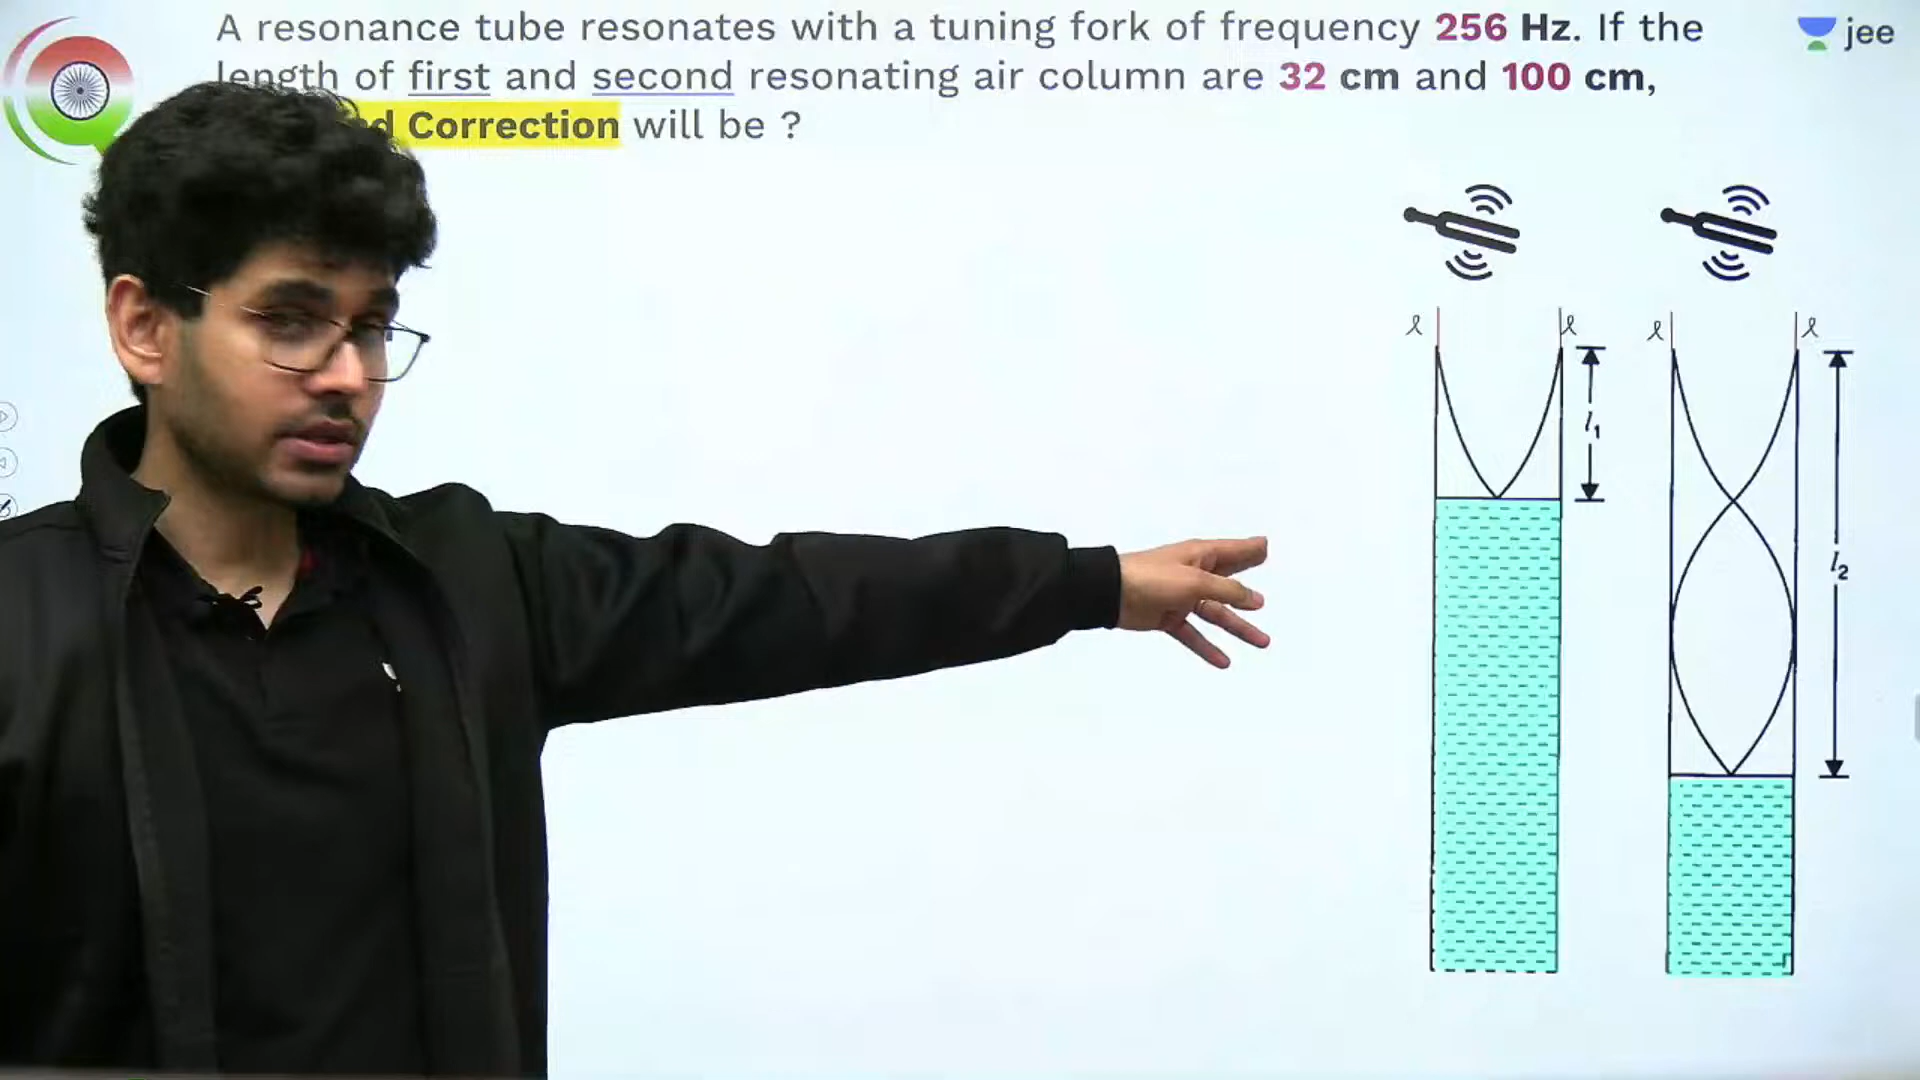 A resonance tube resonates with a tuning fork of frequency 256 Hz. If the
length of first and second resonating air column are 32 cm and 100 cm,
Correction will be ?
jee
ℓ ℓ ℓ ℓ
l₁
l₂